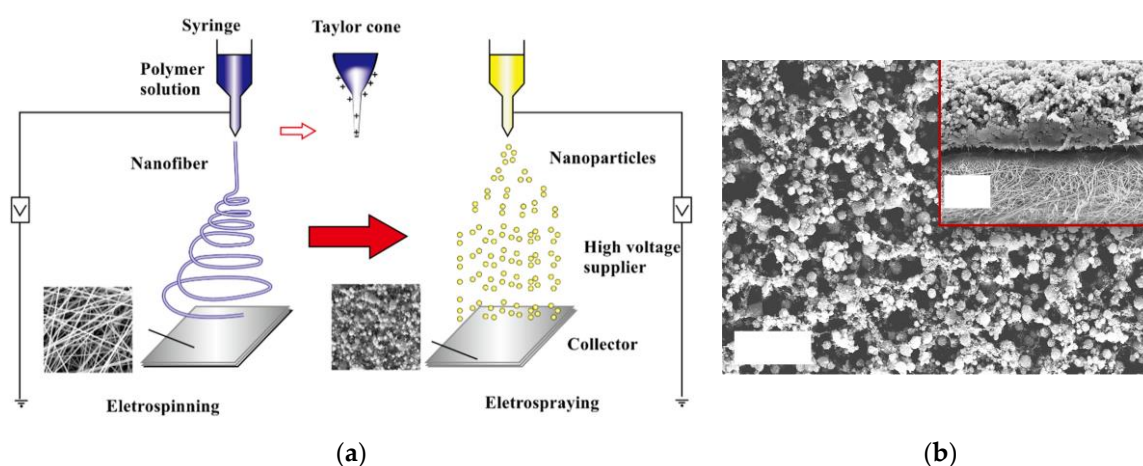 Syringe
Taylor cone
Polymer
solution
Nanofiber
Nanoparticles
High voltage
supplier
Collector
Eletrospinning
Eletrospraying
V
V
+ + + + + + + +
(a)
(b)